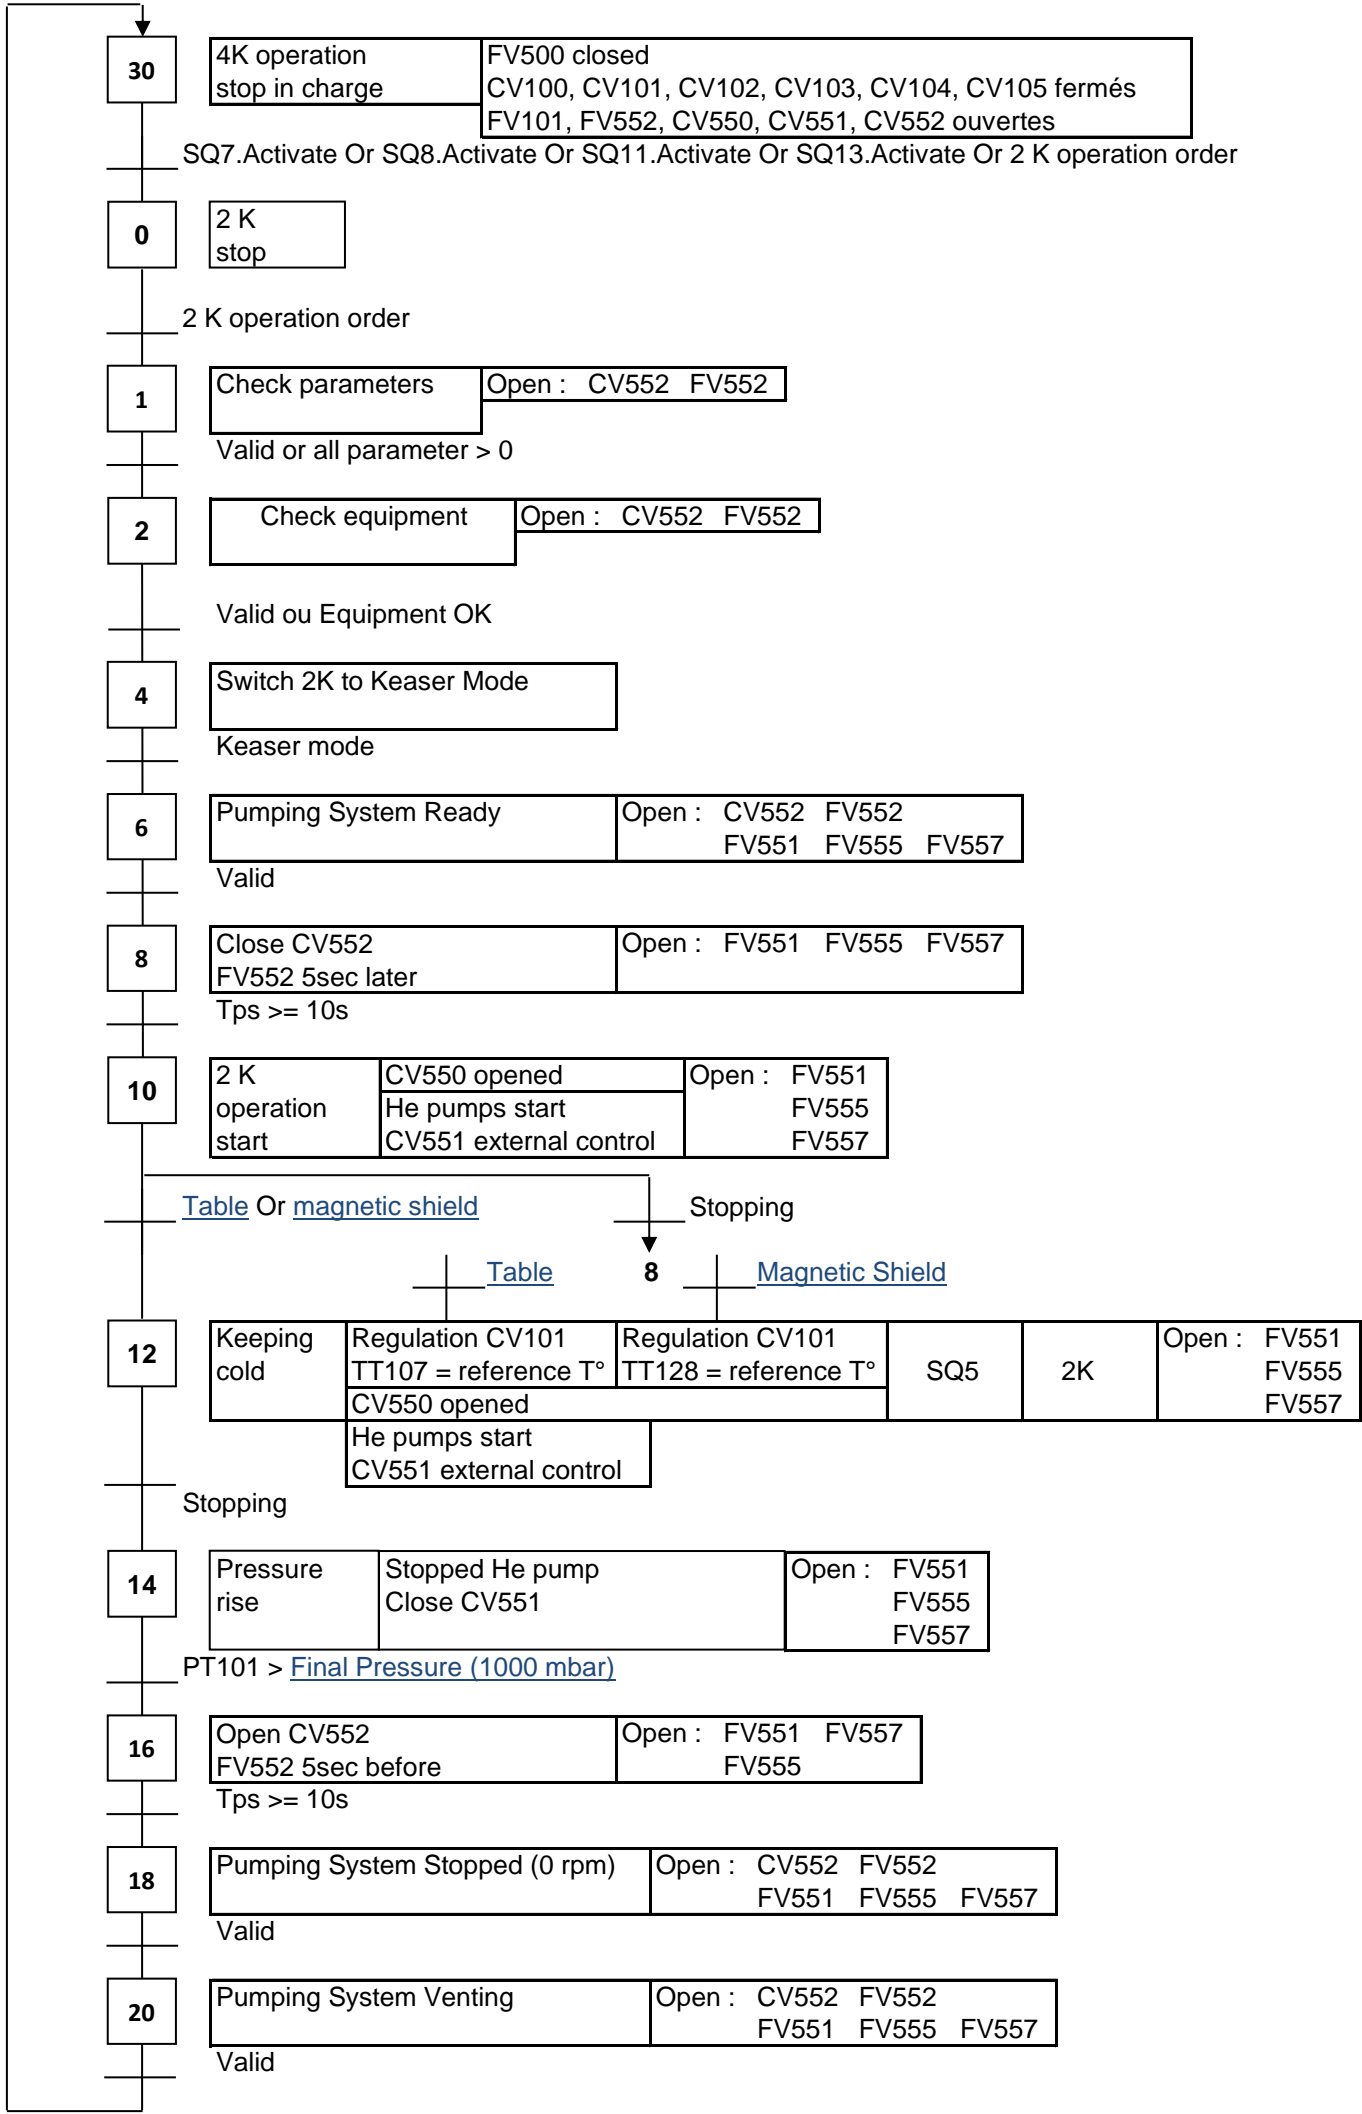 30
4K operation
stop in charge
FV500 closed
CV100, CV101, CV102, CV103, CV104, CV105 fermés
FV101, FV552, CV550, CV551, CV552 ouvertes
SQ7.Activate Or SQ8.Activate Or SQ11.Activate Or SQ13.Activate Or 2 K operation order
0
2 K
stop
2 K operation order
1
Check parameters
Open : CV552 FV552
Valid or all parameter > 0
2
Check equipment
Open : CV552 FV552
Valid ou Equipment OK
4
Switch 2K to Keaser Mode
Keaser mode
6
Pumping System Ready
Open : CV552 FV552
FV551 FV555 FV557
Valid
8
Close CV552
FV552 5sec later
Open : FV551 FV555 FV557
Tps >= 10s
10
2 K
operation
start
CV550 opened
He pumps start
CV551 external control
Open : FV551
FV555
FV557
Table Or magnetic shield
Stopping
Table
8
Magnetic Shield
12
Keeping
cold
Regulation CV101
TT107 = reference T°
Regulation CV101
TT128 = reference T°
CV550 opened
He pumps start
CV551 external control
SQ5
2K
Open : FV551
FV555
FV557
Stopping
14
Pressure
rise
Stopped He pump
Close CV551
Open : FV551
FV555
FV557
PT101 > Final Pressure (1000 mbar)
16
Open CV552
FV552 5sec before
Open : FV551 FV557
FV555
Tps >= 10s
18
Pumping System Stopped (0 rpm)
Open : CV552 FV552
FV551 FV555 FV557
Valid
20
Pumping System Venting
Open : CV552 FV552
FV551 FV555 FV557
Valid